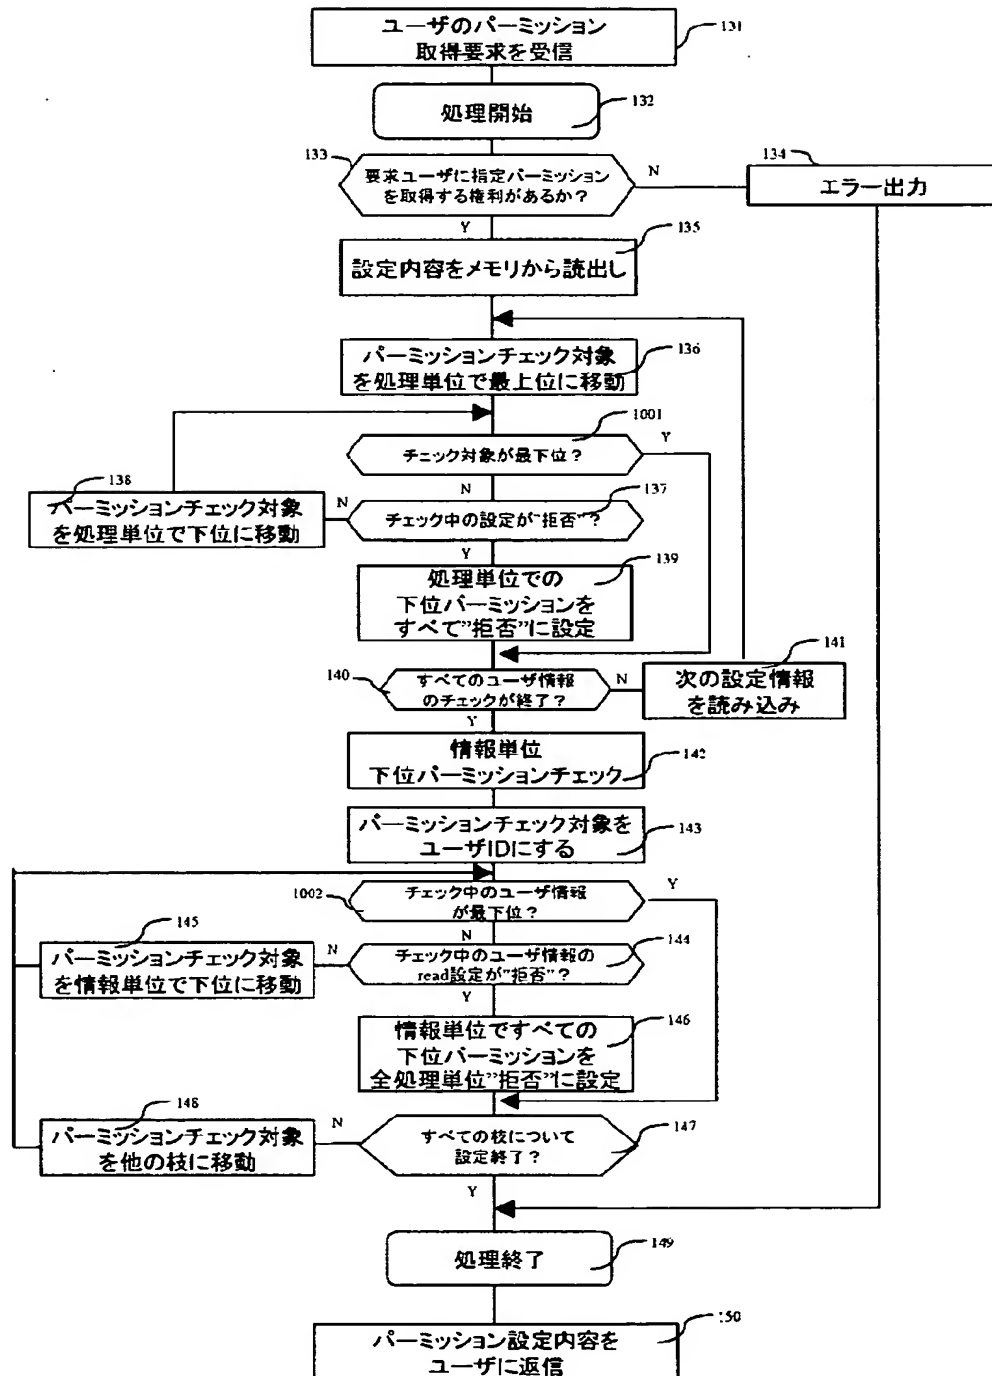 ユーザのパーミッション
取得要求を受信
131
処理開始
132
133
要求ユーザに指定パーミッション
を取得する権利があるか?
N
134
エラー出力
Y
135
設定内容をメモリから読出し
パーミッションチェック対象
を処理単位で最上位に移動
136
1001
チェック対象が最下位?
Y
138
パーミッションチェック対象
を処理単位で下位に移動
N
N
137
チェック中の設定が"拒否"?
Y
処理単位での
下位パーミッションを
すべて"拒否"に設定
139
140
すべてのユーザ情報
のチェックが終了?
N
141
次の設定情報
を読み込み
Y
情報単位
下位パーミッションチェック
142
パーミッションチェック対象を
ユーザIDにする
143
1002
チェック中のユーザ情報
が最下位?
Y
145
パーミッションチェック対象
を情報単位で下位に移動
N
N
チェック中のユーザ情報の
read設定が"拒否"?
144
Y
情報単位ですべての
下位パーミッションを
全処理単位"拒否"に設定
146
148
パーミッションチェック対象
を他の枝に移動
N
すべての枝について
設定終了?
147
Y
処理終了
149
150
パーミッション設定内容を
ユーザに返信